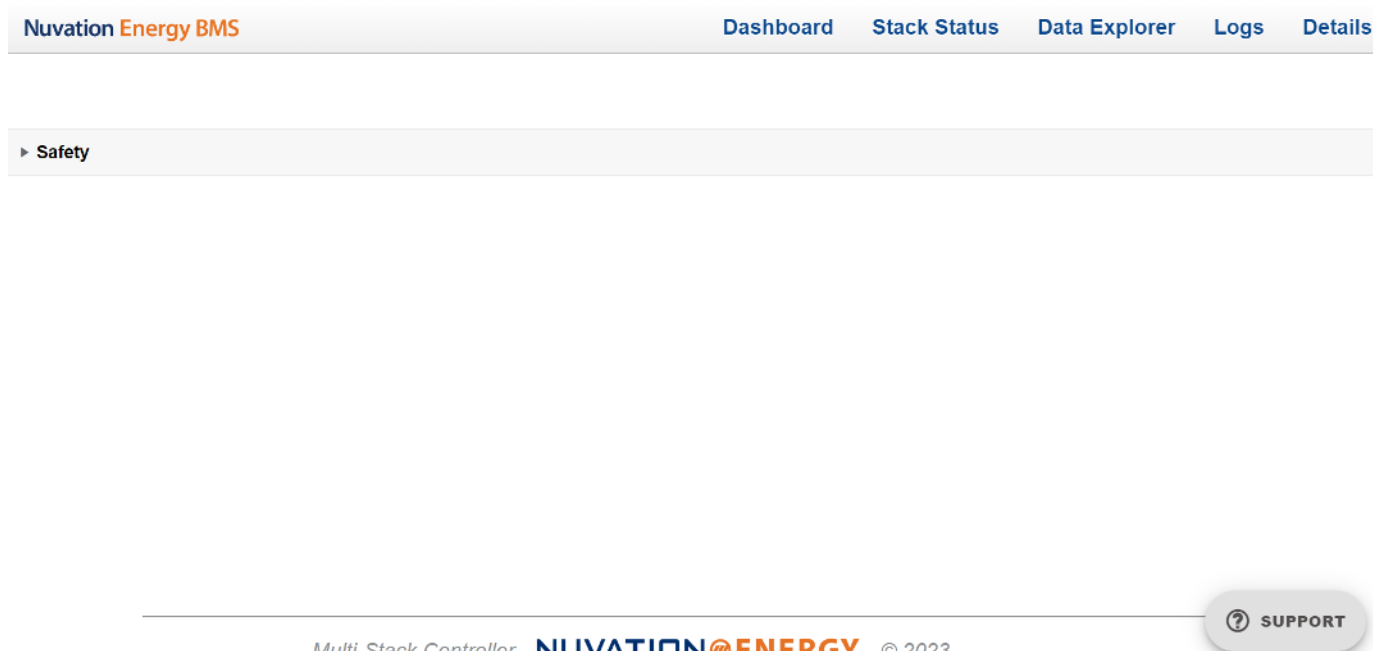 Nuvation Energy BMS Dashboard Stack Status Data Explorer Logs Details
Safety
SUPPORT
Multi-Stack Controller NUVATION ENERGY © 2023